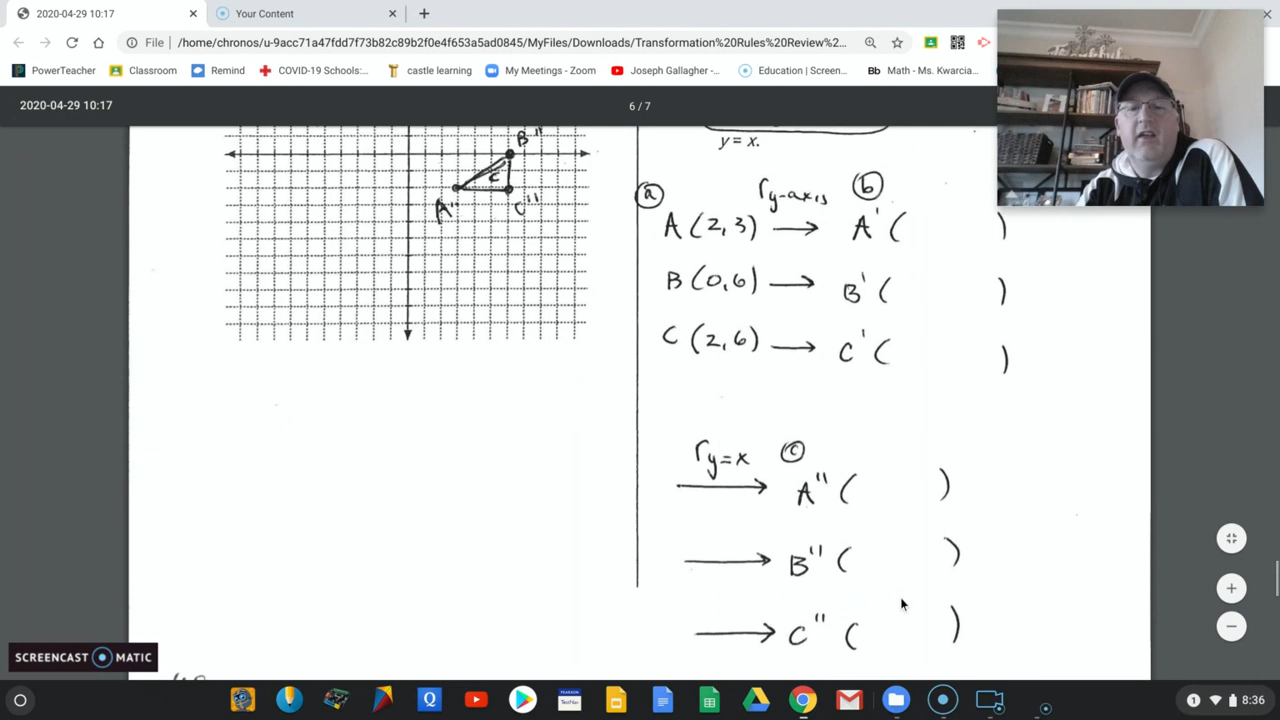 2020-04-29 10:17
Your Content
File
/home/chronos/u-9acc71a47fdd7f73b82c89b2f0e4f653a5ad0845/MyFiles/Downloads/Transformation%20Rules%20Review%2...
PowerTeacher
Classroom
Remind
COVID-19 Schools:...
castle learning
My Meetings - Zoom
Joseph Gallagher -...
Education | Screen...
Bb Math - Ms. Kwarcia...
2020-04-29 10:17
6 / 7
y = x.
B"
c
A"
C"
a
r y-axis
b
A (2,3) → A' ( )
B (0,6) → B' ( )
C (2,6) → C' ( )
r y=x
c
→ A" ( )
→ B" ( )
→ C" ( )
SCREENCAST MATIC
1
8:36